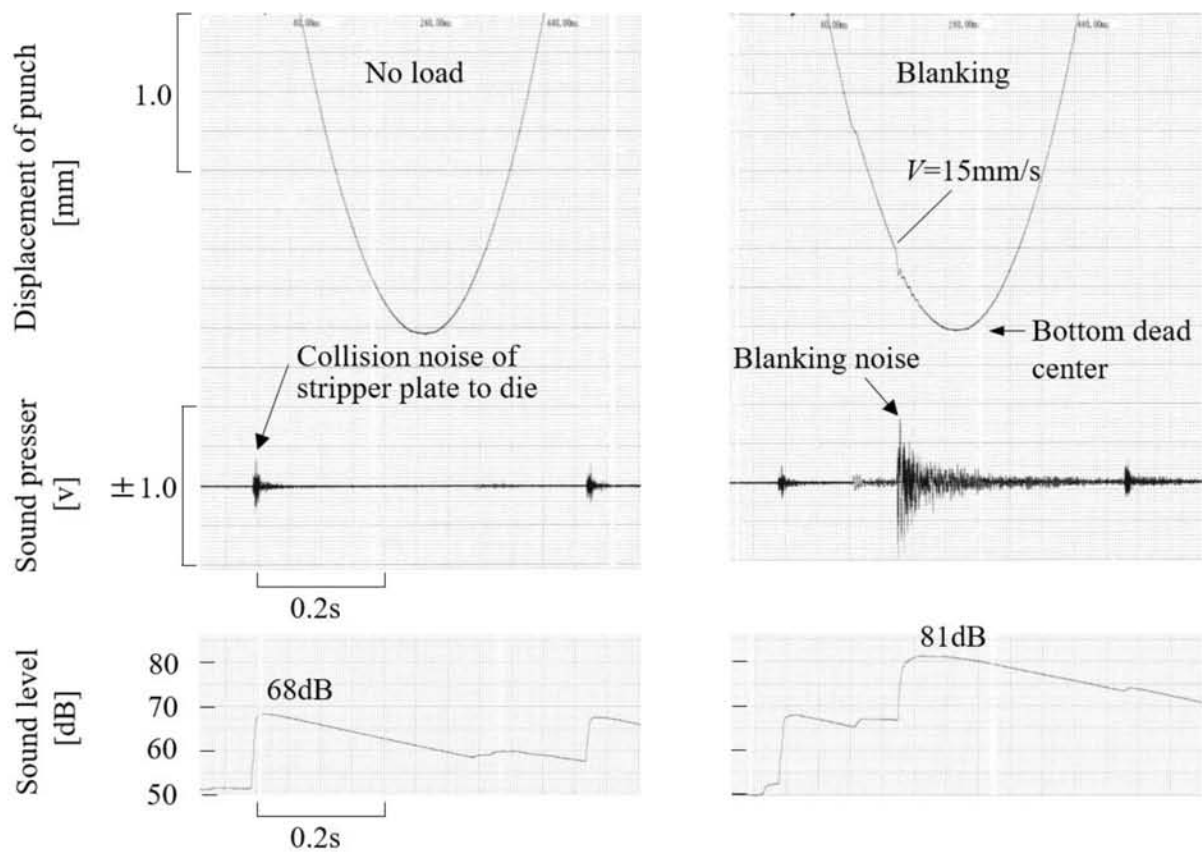 No load
Blanking
Displacement of punch
[mm]
1.0
V=15mm/s
Bottom dead
center
Collision noise of
stripper plate to die
Blanking noise
Sound presser
[v]
±1.0
0.2s
Sound level
[dB]
80
70
60
50
68dB
81dB
0.2s